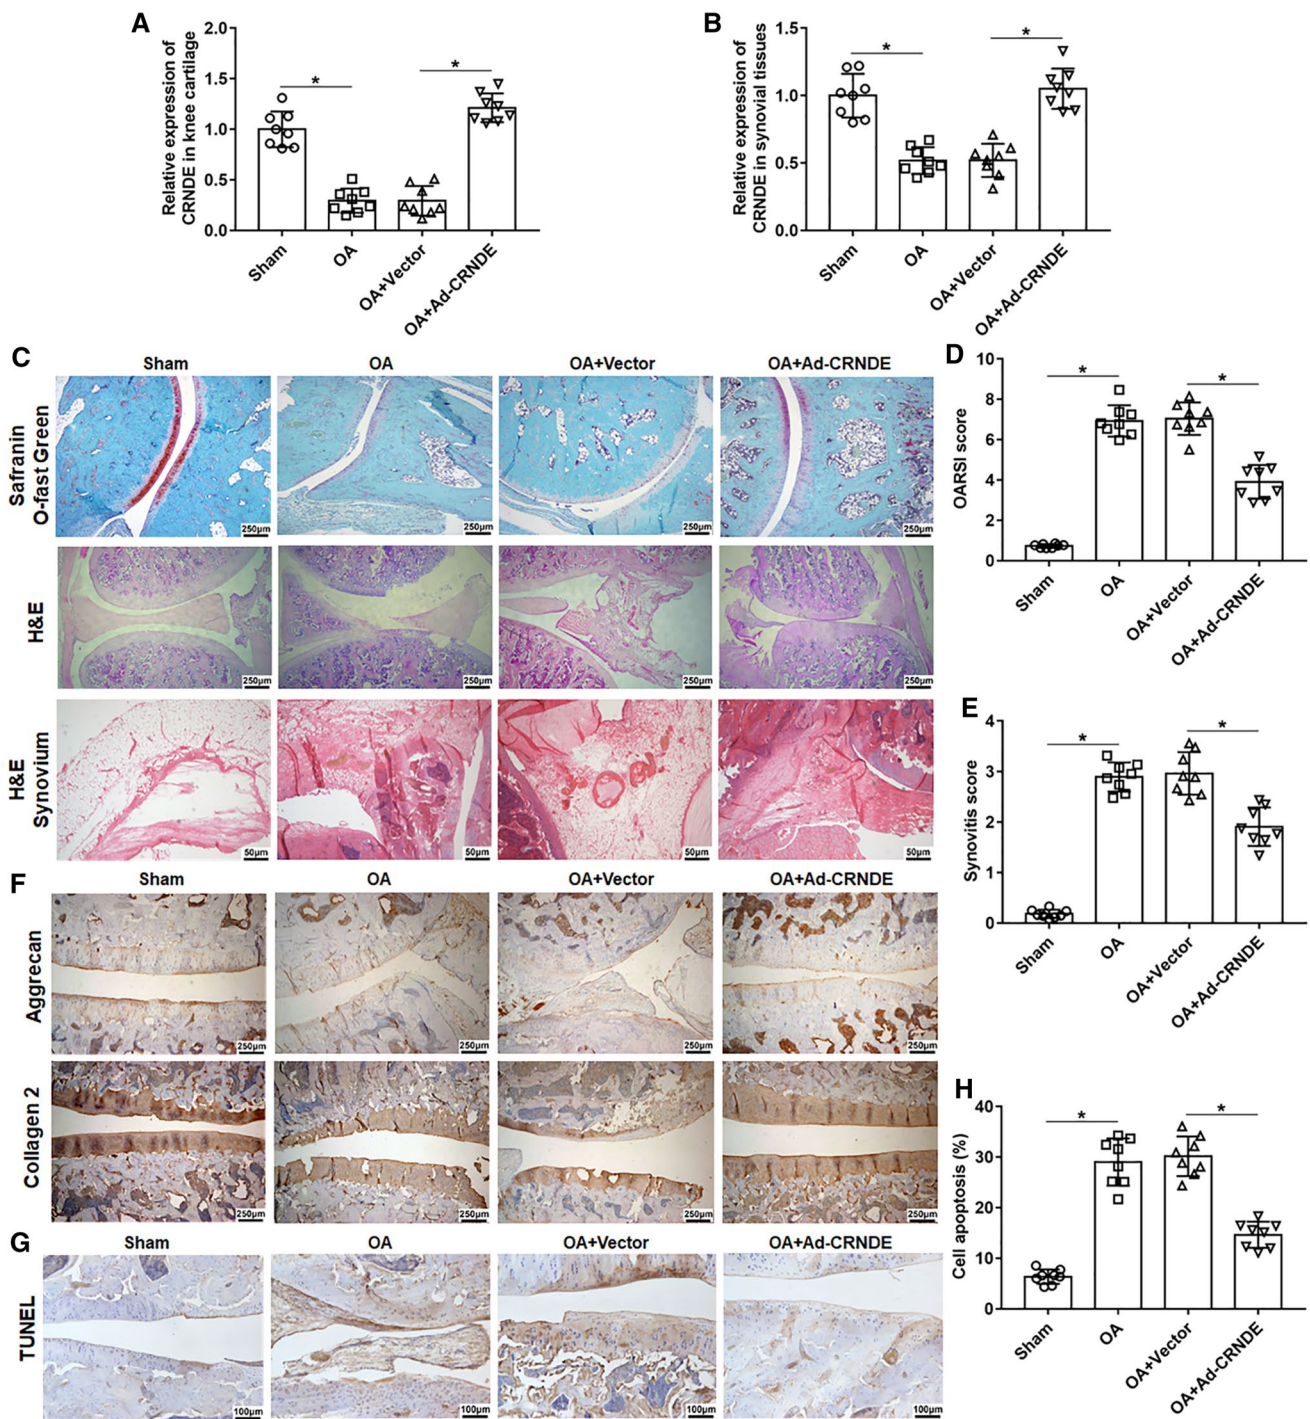 A
Relative expression of
CRNDE in knee cartilage
2.0
1.5
1.0
0.5
0.0
*
*
Sham
OA
OA+Vector
OA+Ad-CRNDE
B
Relative expression of
CRNDE in synovial tissues
1.5
1.0
0.5
0.0
*
*
Sham
OA
OA+Vector
OA+Ad-CRNDE
C
Sham OA OA+Vector OA+Ad-CRNDE
Safranin
O-fast Green
250µm 250µm 250µm 250µm
H&E
250µm 250µm 250µm 250µm
H&E
Synovium
50µm 50µm 50µm 50µm
D
OARSI score
10
8
6
4
2
0
*
*
Sham
OA
OA+Vector
OA+Ad-CRNDE
E
Synovitis score
4
3
2
1
0
*
*
Sham
OA
OA+Vector
OA+Ad-CRNDE
F
Sham OA OA+Vector OA+Ad-CRNDE
Aggrecan
250µm 250µm 250µm 250µm
Collagen 2
250µm 250µm 250µm 250µm
G
Sham OA OA+Vector OA+Ad-CRNDE
TUNEL
100µm 100µm 100µm 100µm
H
Cell apoptosis (%)
40
30
20
10
0
*
*
Sham
OA
OA+Vector
OA+Ad-CRNDE